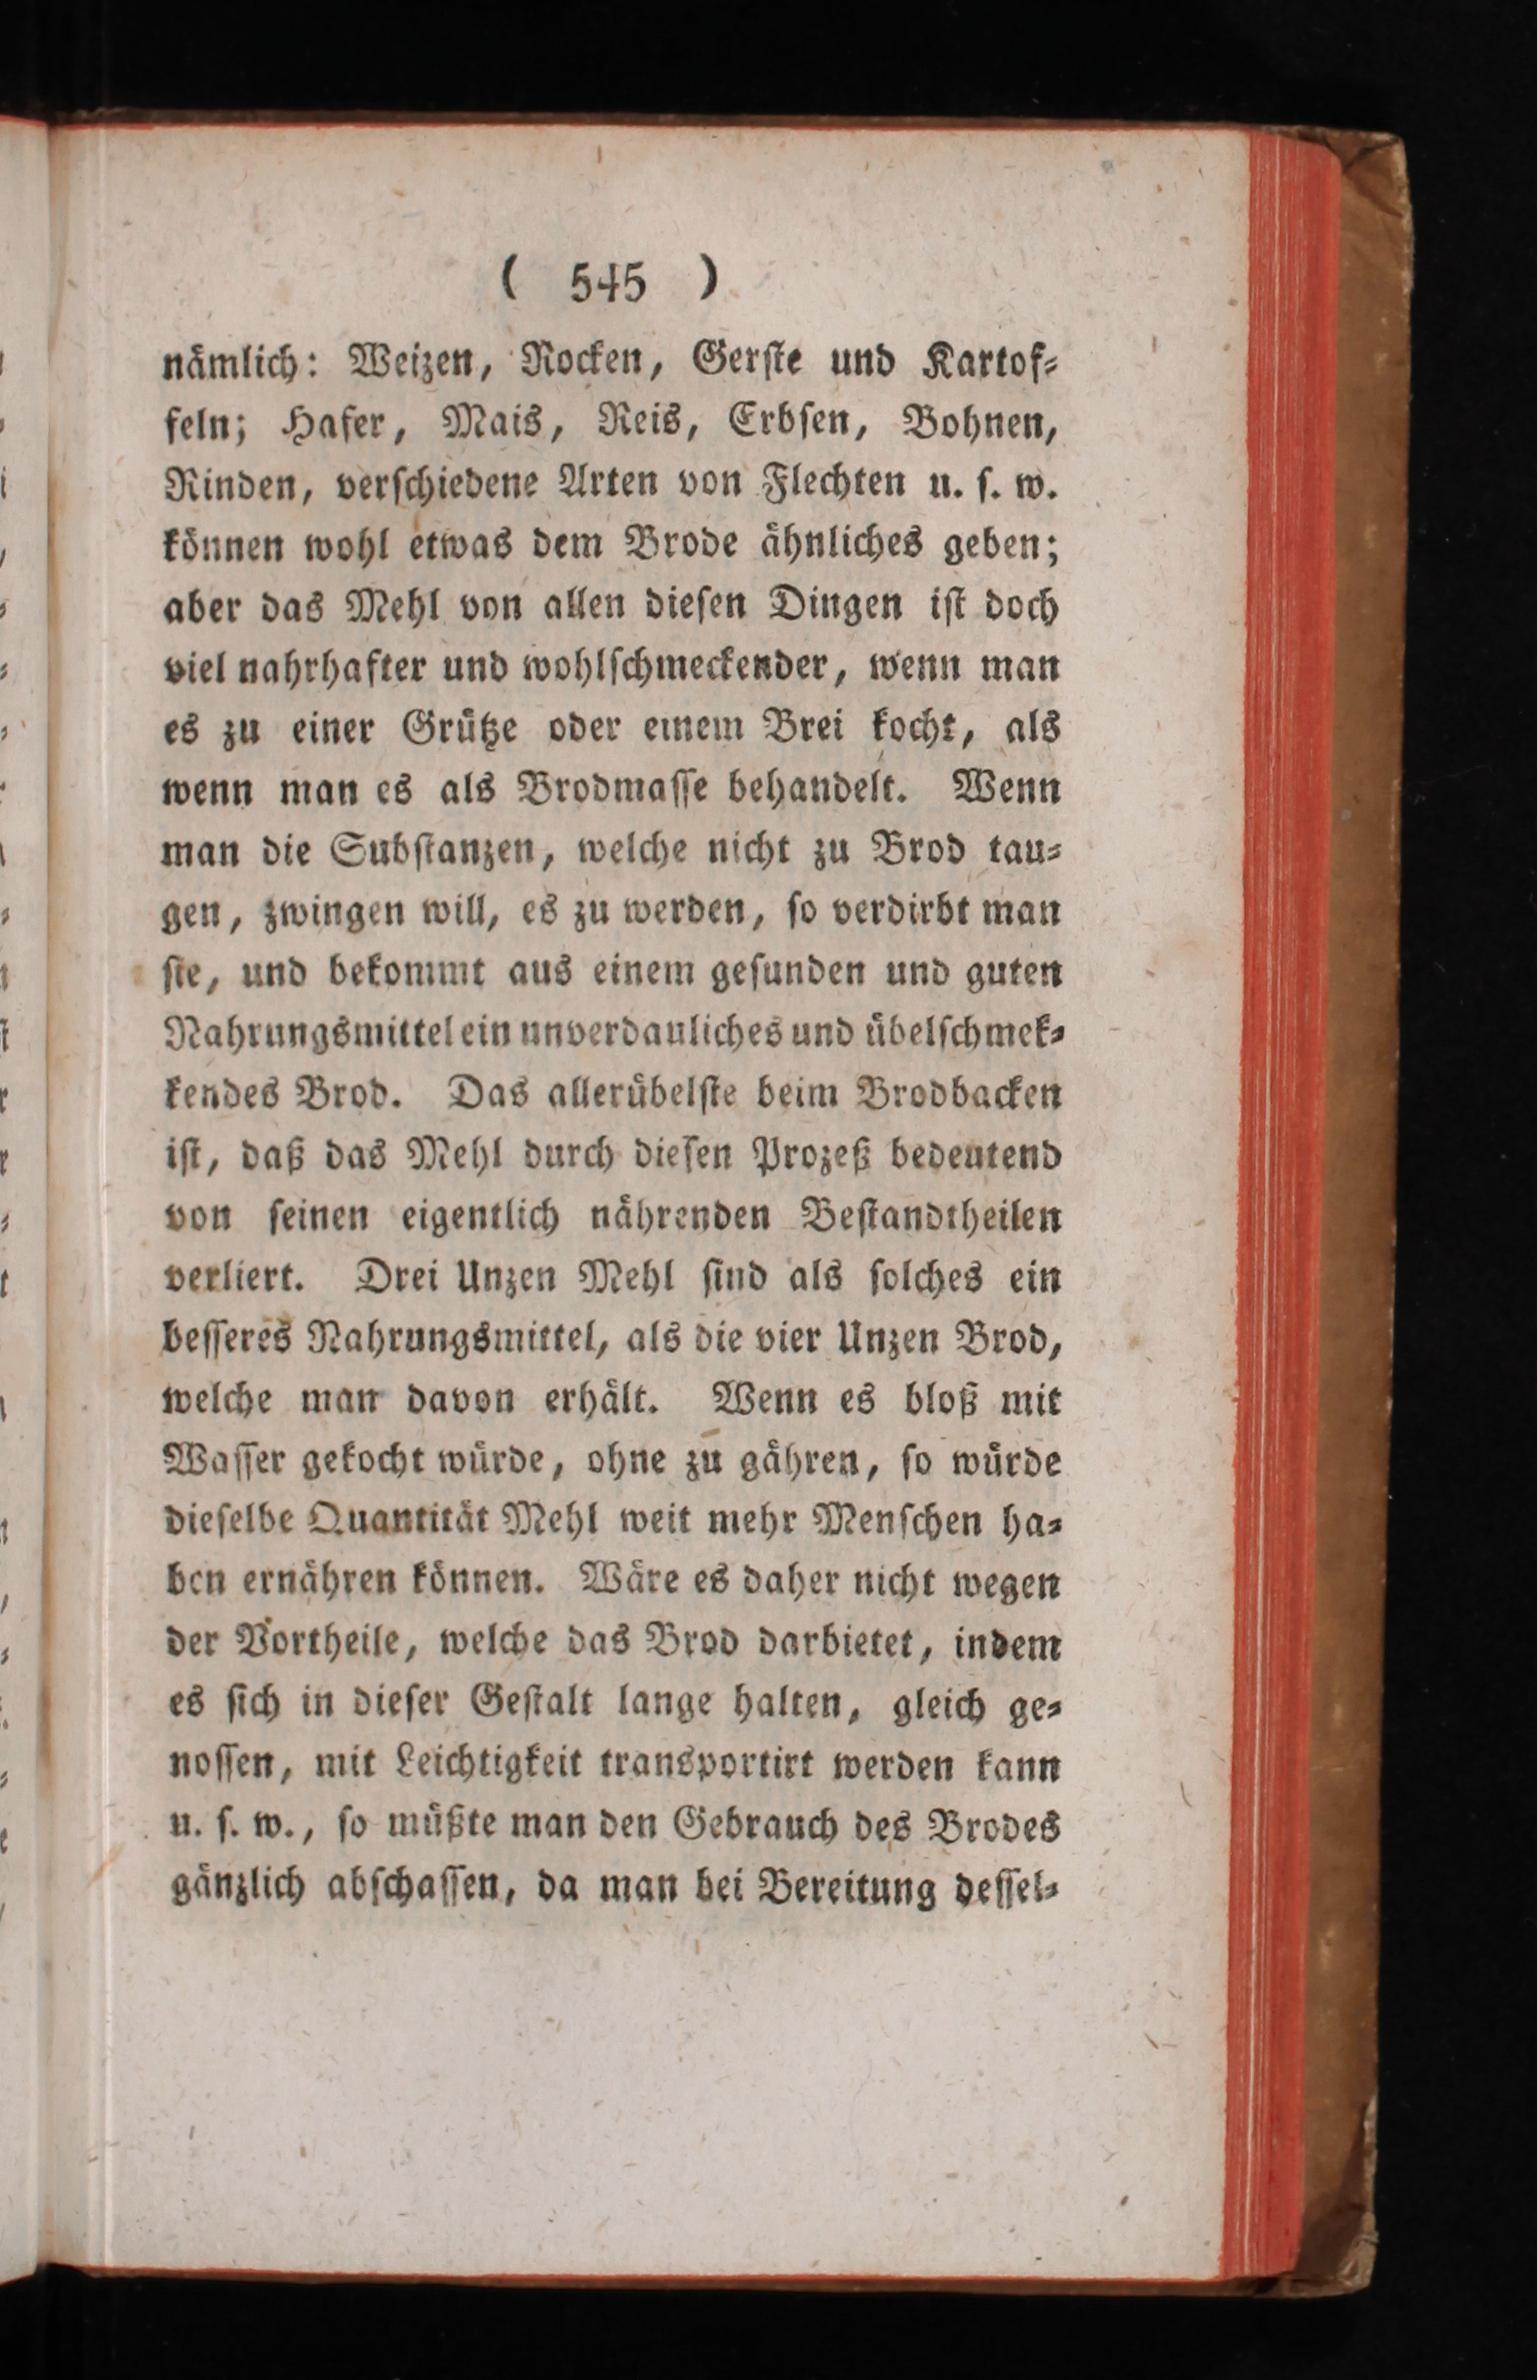 ( 545 )
nämlich: Weizen, Rocken, Gerſte und Kartof⸗
feln; Hafer, Mais, Reis, Erbſen, Bohnen,
Rinden, verſchiedene Arten von Flechten u. ſ. w.
können wohl etwas dem Brode ähnliches geben;
aber das Mehl von allen dieſen Dingen iſt doch
viel nahrhafter und wohlſchmeckender, wenn man
es zu einer Grütze oder einem Brei kocht, als
wenn man es als Brodmaſſe behandelt. Wenn
man die Subſtanzen, welche nicht zu Brod tau⸗
gen, zwingen will, es zu werden, ſo verdirbt man
ſie, und bekommt aus einem geſunden und guten
Nahrungsmittel ein unverdauliches und übelſchmek⸗
kendes Brod. Das allerübelſte beim Brodbacken
iſt, daß das Mehl durch dieſen Prozeß bedeutend
von ſeinen eigentlich nährenden Beſtandtheilen
verliert. Drei Unzen Mehl ſind als ſolches ein
beſſeres Nahrungsmittel, als die vier Unzen Brod,
welche man davon erhält. Wenn es bloß mit
Waſſer gekocht würde, ohne zu gähren, ſo würde
dieſelbe Quantität Mehl weit mehr Menſchen ha⸗
ben ernähren können. Wäre es daher nicht wegen
der Vortheile, welche das Brod darbietet, indem
es ſich in dieſer Geſtalt lange halten, gleich ge⸗
noſſen, mit Leichtigkeit transportirt werden kann
u. ſ. w., ſo müßte man den Gebrauch des Brodes
gänzlich abſchaſſen, da man bei Bereitung deſſel⸗